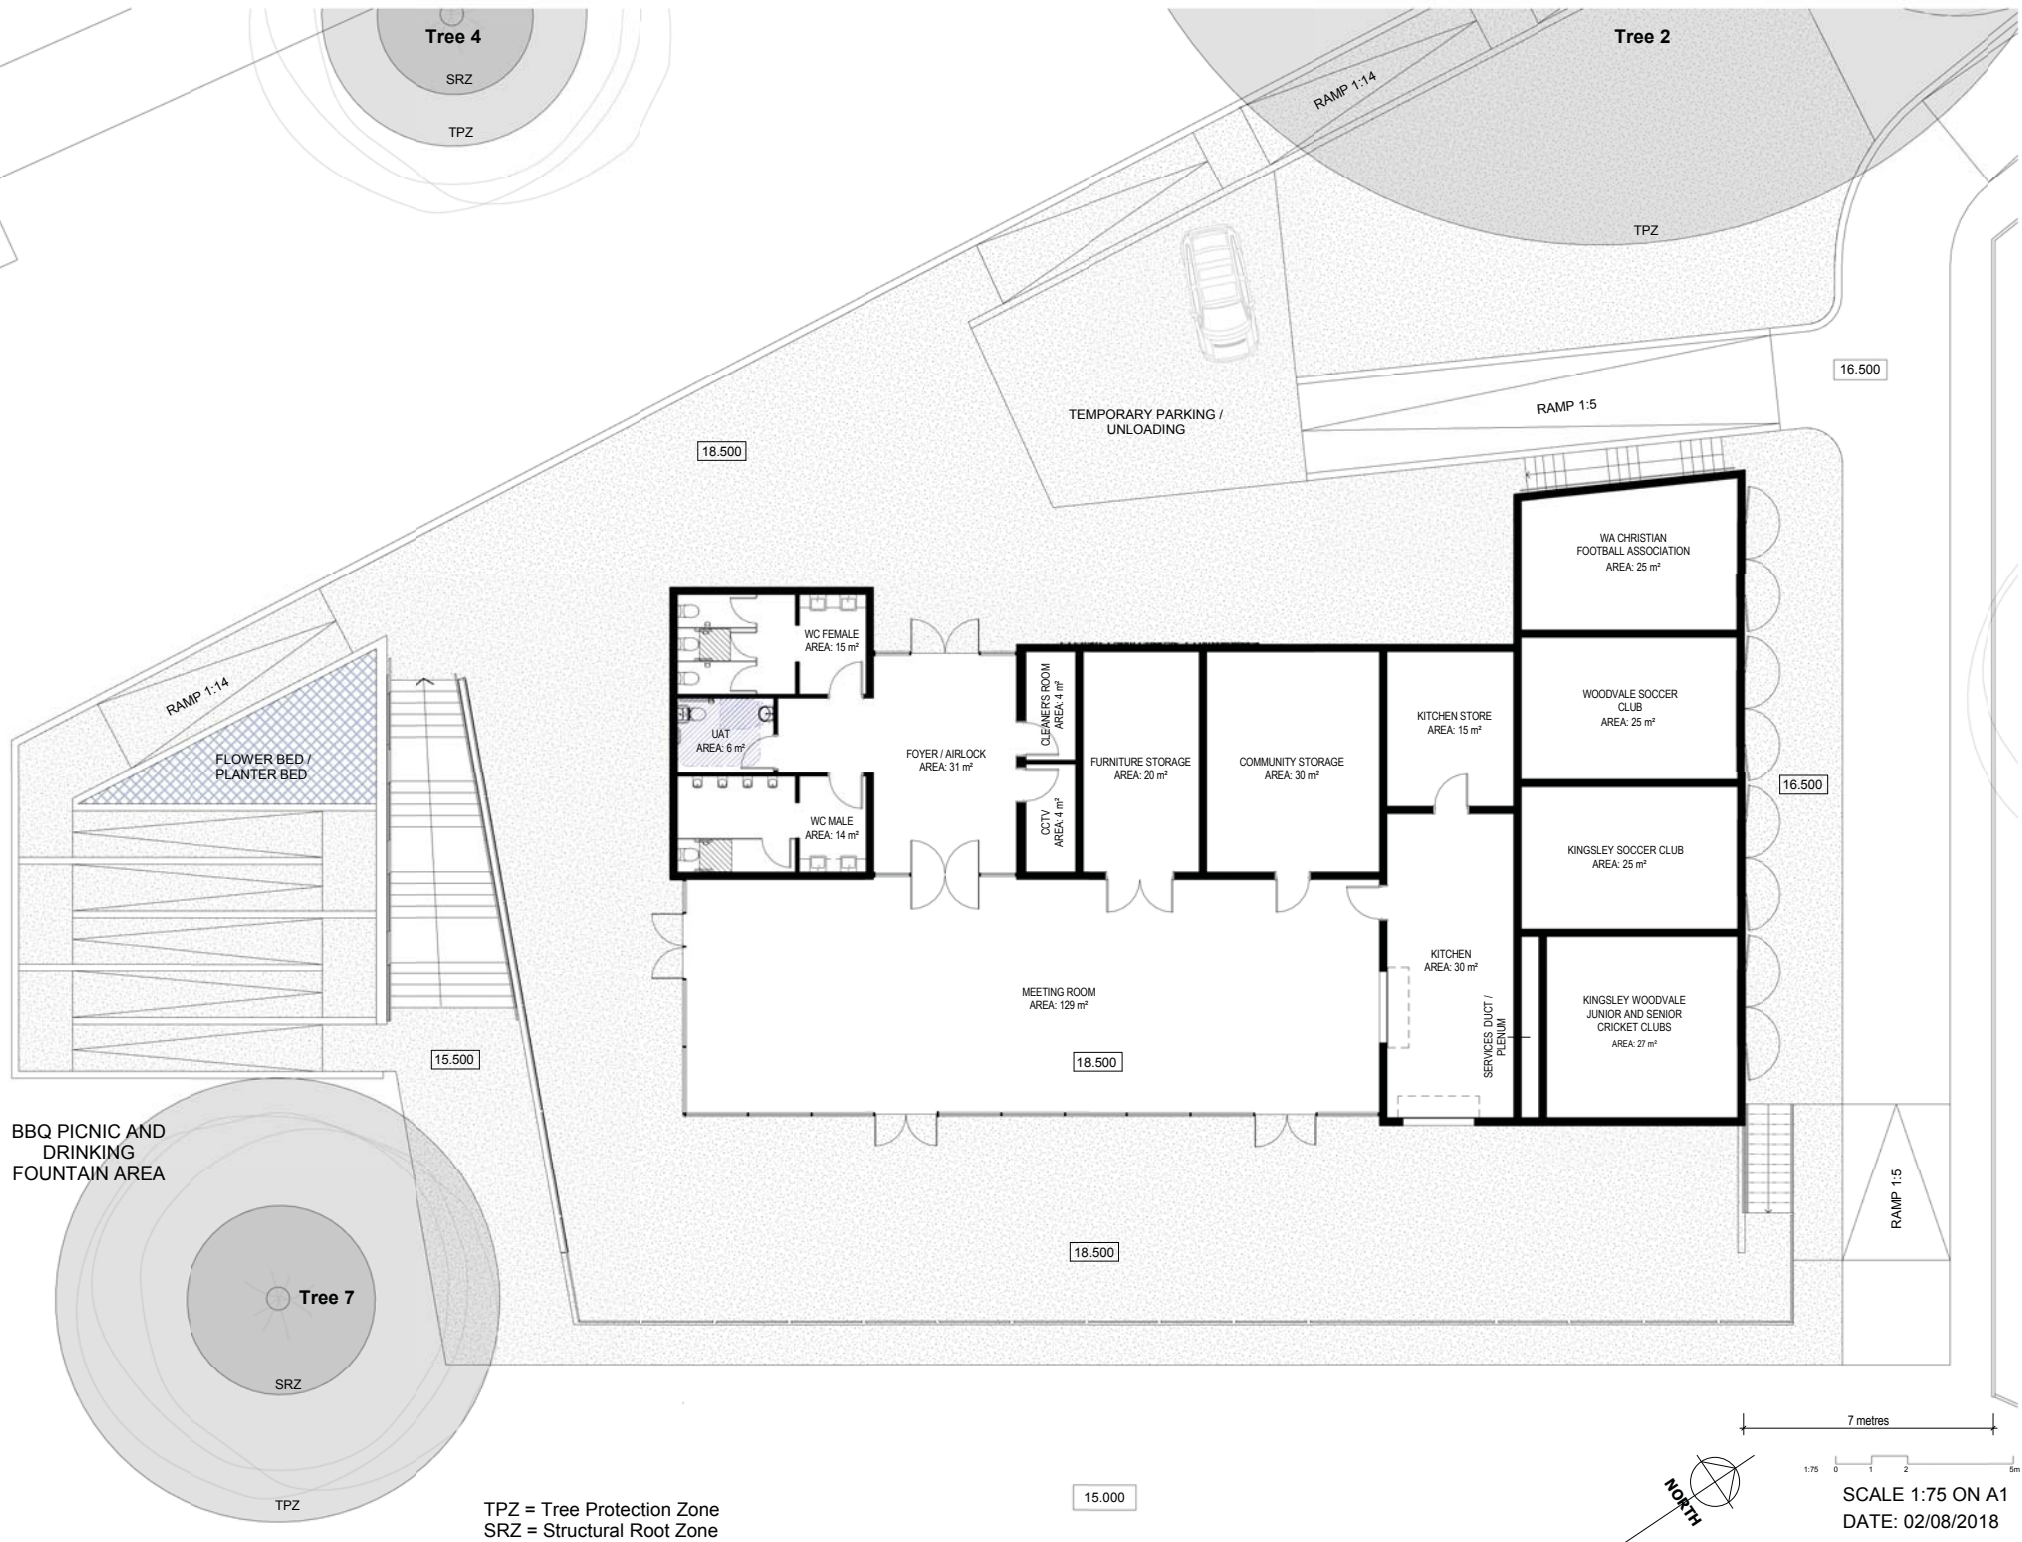 Tree 4
SRZ
TPZ
Tree 2
RAMP 1:14
TPZ
16.500
RAMP 1:5
TEMPORARY PARKING /
UNLOADING
18.500
WA CHRISTIAN
FOOTBALL ASSOCIATION
AREA: 25 m²
WC FEMALE
AREA: 15 m²
CLEANER'S ROOM
AREA: 4 m²
WOODVALE SOCCER
CLUB
AREA: 25 m²
KITCHEN STORE
AREA: 15 m²
RAMP 1:14
UAT
AREA: 6 m²
FOYER / AIRLOCK
AREA: 31 m²
FURNITURE STORAGE
AREA: 20 m²
COMMUNITY STORAGE
AREA: 30 m²
FLOWER BED /
PLANTER BED
16.500
WC MALE
AREA: 14 m²
CCTV
AREA: 4 m²
KINGSLEY SOCCER CLUB
AREA: 25 m²
KITCHEN
AREA: 30 m²
MEETING ROOM
AREA: 129 m²
SERVICES DUCT /
PLENUM
KINGSLEY WOODVALE
JUNIOR AND SENIOR
CRICKET CLUBS
AREA: 27 m²
15.500
18.500
BBQ PICNIC AND
DRINKING
FOUNTAIN AREA
RAMP 1:5
18.500
Tree 7
SRZ
TPZ
7 metres
1:75 0 1 2 5m
NORTH
SCALE 1:75 ON A1
DATE: 02/08/2018
15.000
TPZ = Tree Protection Zone
SRZ = Structural Root Zone